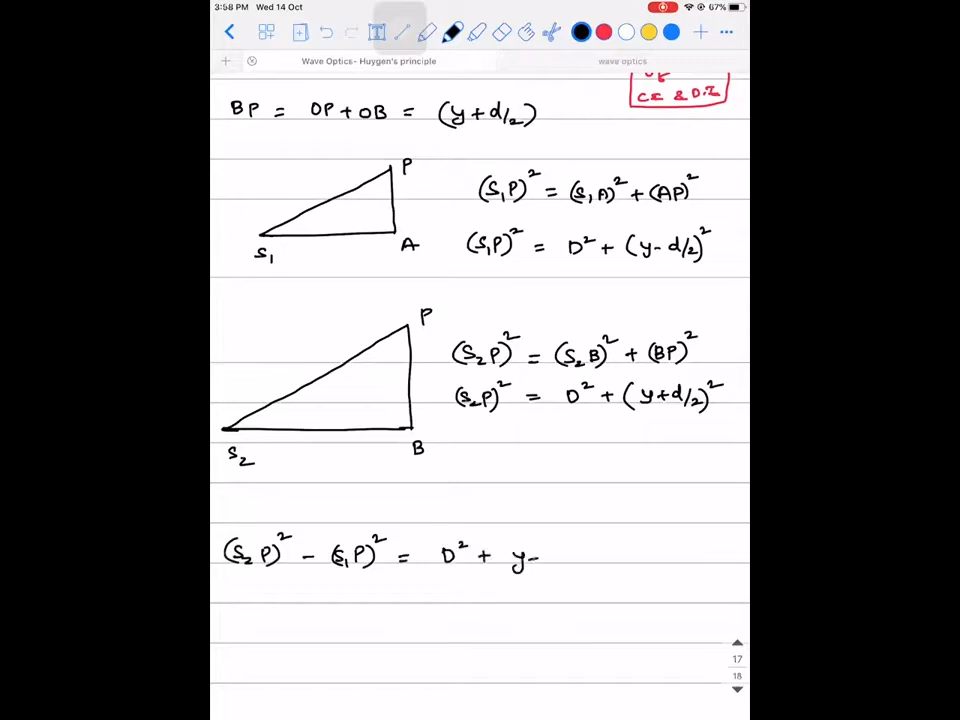 3:58 PM Wed 14 Oct
67%
Wave Optics- Huygen's principle
wave optics
CI & D.I
BP = OP + OB = (y + d/2)
P
S₁
A
(S₁P)² = (S₁A)² + (AP)²
(S₁P)² = D² + (y - d/2)²
P
S₂
B
(S₂P)² = (S₂B)² + (BP)²
(S₂P)² = D² + (y + d/2)²
(S₂P)² - (S₁P)² = D² + y-
17
18